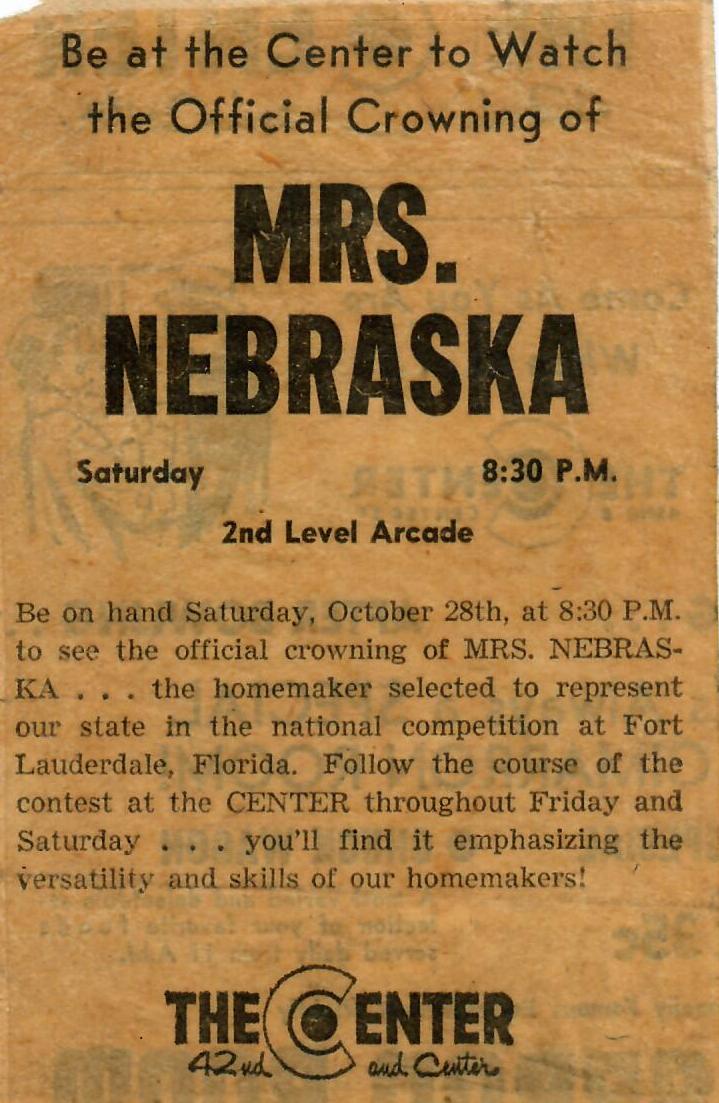 Be at the Center to Watch
the Official Crowning of
MRS.
NEBRASKA
Saturday 8:30 P.M.
2nd Level Arcade
Be on hand Saturday, October 28th, at 8:30 P.M.
to see the official crowning of MRS. NEBRAS-
KA . . . the homemaker selected to represent
our state in the national competition at Fort
Lauderdale, Florida. Follow the course of the
contest at the CENTER throughout Friday and
Saturday . . . you'll find it emphasizing the
versatility and skills of our homemakers!
THE CENTER
42nd and Center